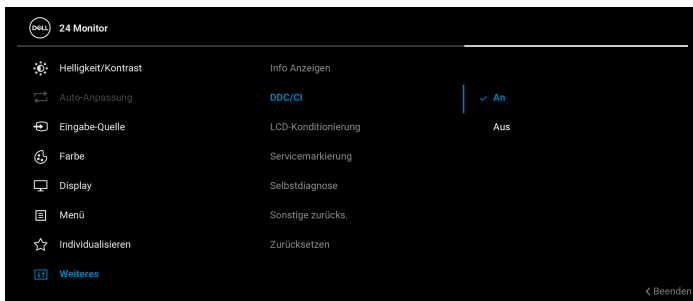 DELL 24 Monitor
Helligkeit/Kontrast Info Anzeigen
Auto-Anpassung DDC/CI An
Eingabe-Quelle LCD-Konditionierung Aus
Farbe Servicemarkierung
Display Selbstdiagnose
Menü Sonstige zurücks.
Individualisieren Zurücksetzen
Weiteres
Beenden